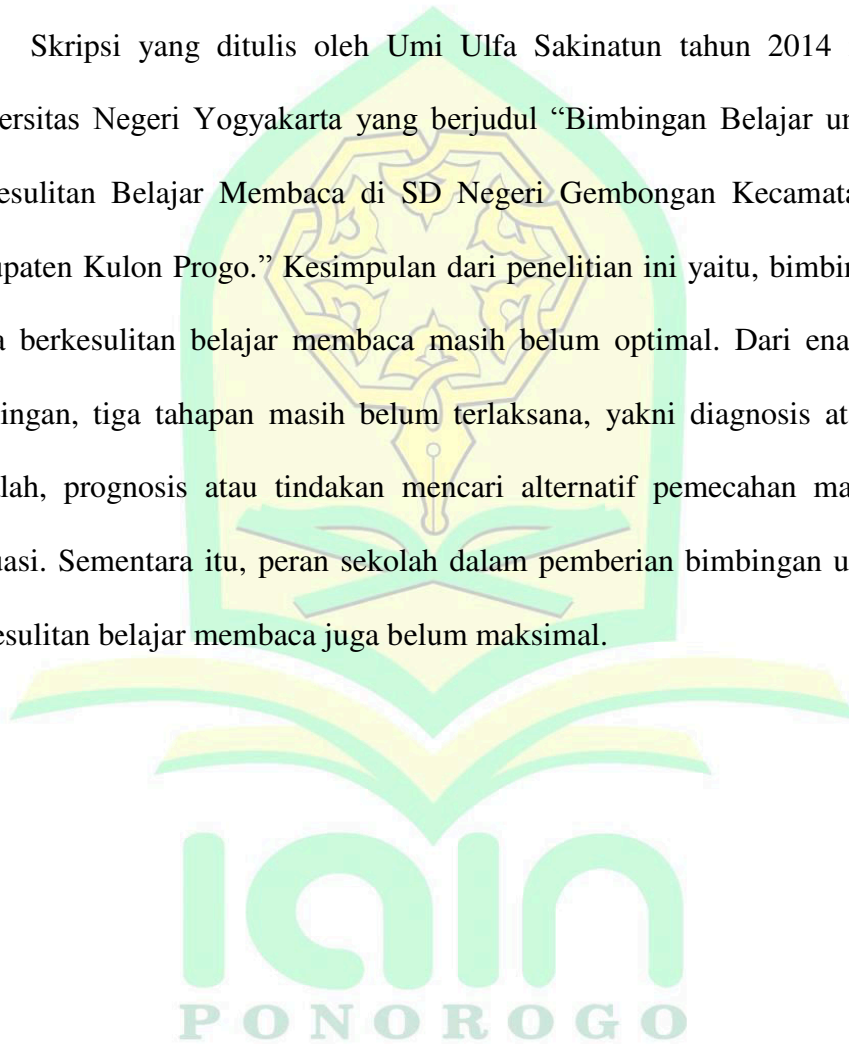 Skripsi yang ditulis oleh Umi Ulfa Sakinatun tahun 2014
ersitas Negeri Yogyakarta yang berjudul “Bimbingan Belajar un
esulitan Belajar Membaca di SD Negeri Gembongan Kecamata
upaten Kulon Progo.” Kesimpulan dari penelitian ini yaitu, bimbin
a berkesulitan belajar membaca masih belum optimal. Dari ena
ingan, tiga tahapan masih belum terlaksana, yakni diagnosis at
lah, prognosis atau tindakan mencari alternatif pemecahan ma
uasi. Sementara itu, peran sekolah dalam pemberian bimbingan u
esulitan belajar membaca juga belum maksimal.
iain
PONOROGO